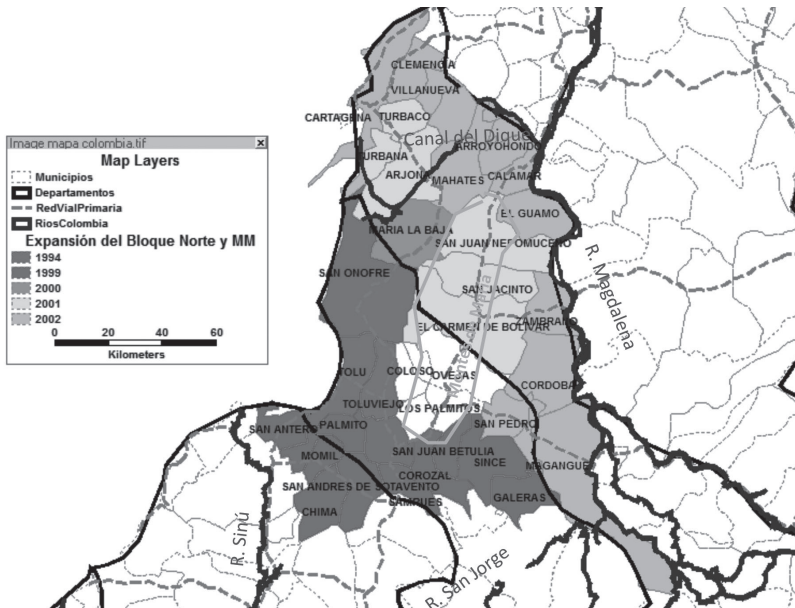 Image mapa colombia.tif
Map Layers
Municipios
Departamentos
RedVialPrimaria
RiosColombia
Expansión del Bloque Norte y MM
1994
1999
2000
2001
2002
0 20 40 60
Kilometers
CLEMENCIA
VILLANUEVA
CARTAGENA
TURBACO
Canal del Dique
ARROYOHONDO
TURBANA
ARJONA
MAHATES
CALAMAR
EL GUAMO
MARIA LA BAJA
SAN JUAN NEPOMUCENO
SAN ONOFRE
R. Magdalena
SAN JACINTO
Montes de María
ZAMBRANO
EL CARMEN DE BOLIVAR
TOLU
COLOSO
OVEJAS
CORDOBA
TOLUVIEJO
LOS PALMITOS
SAN ANTERO
PALMITO
SAN PEDRO
MOMIL
SAN JUAN BETULIA
SINCE
MAGANGUE
COROZAL
SAN ANDRES DE SOTAVENTO
SAMPUES
GALERAS
CHIMA
R. Sinú
R. San Jorge